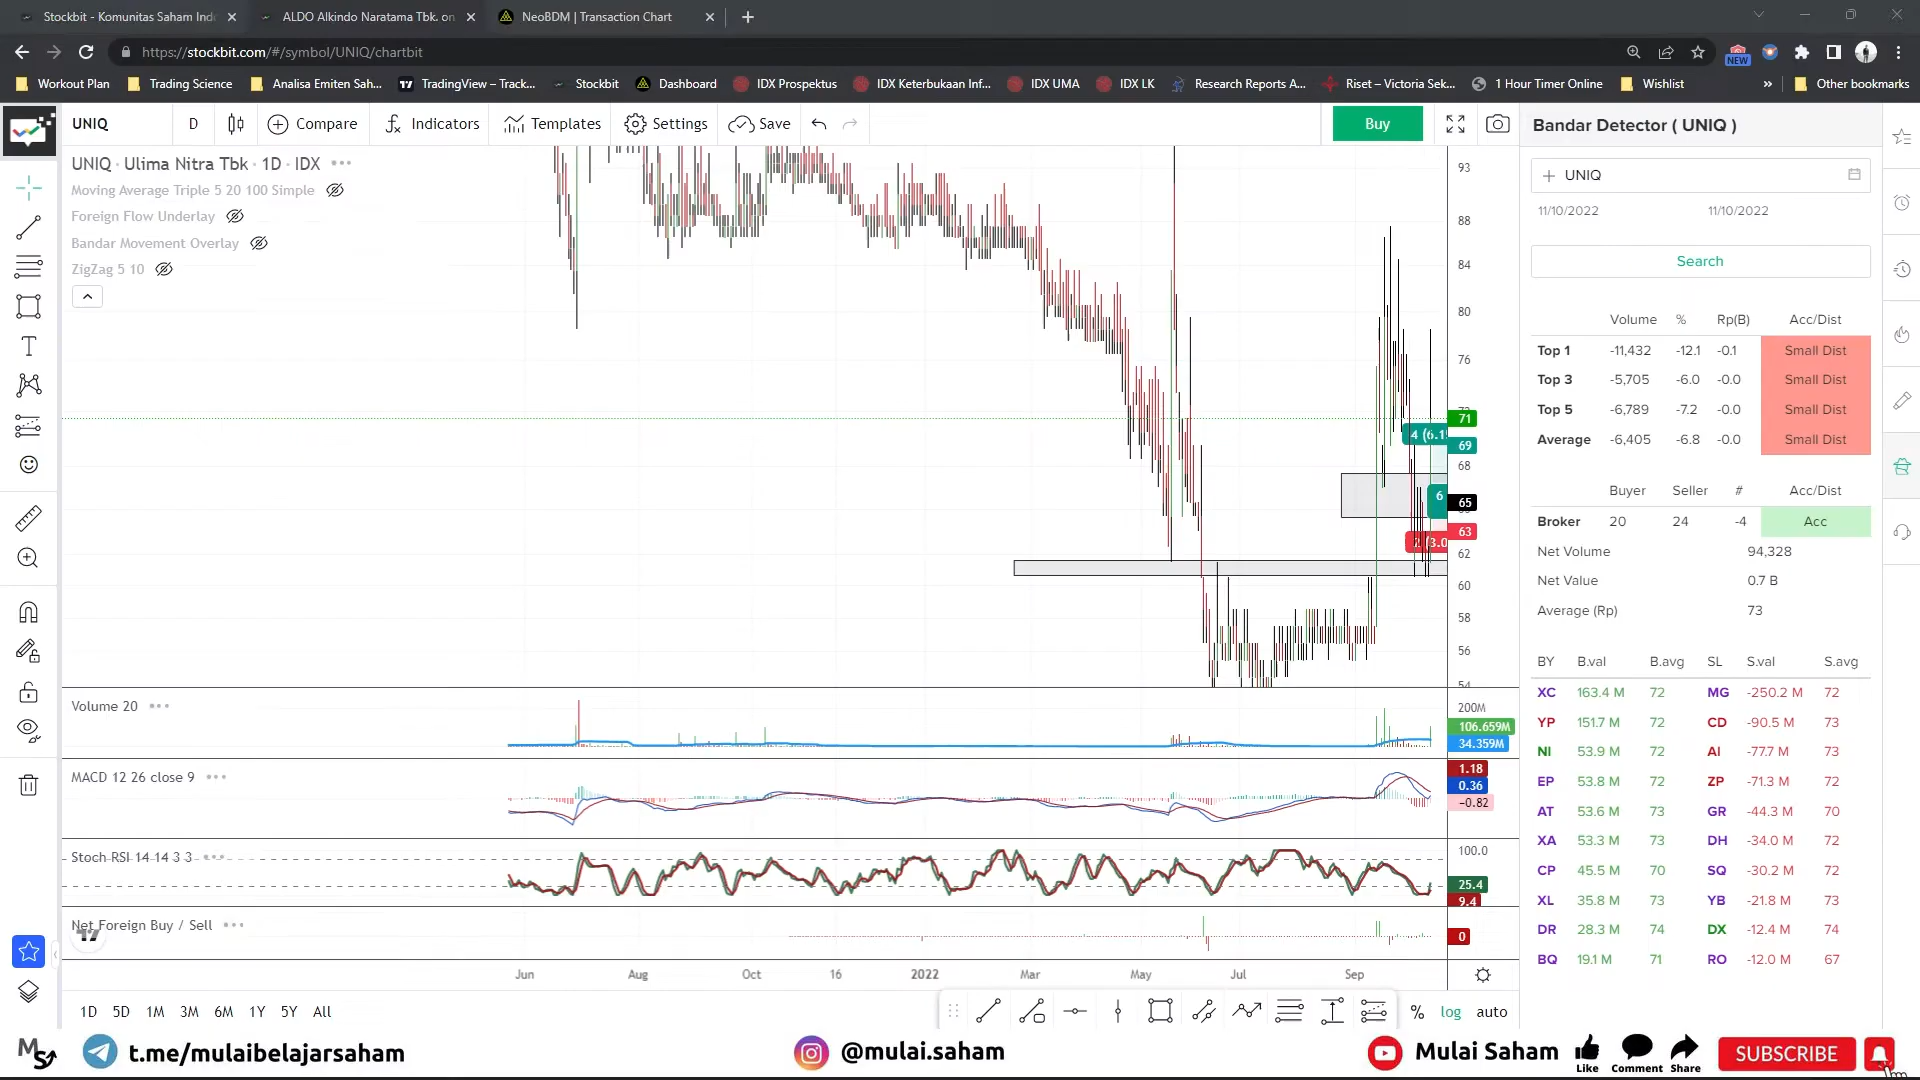 Stockbit - Komunitas Saham Ind
ALDO Alkindo Naratama Tbk. on
NeoBDM | Transaction Chart
https://stockbit.com/#/symbol/UNIQ/chartbit
NEW
Workout Plan
Trading Science
Analisa Emiten Sah...
TradingView – Track...
Stockbit
Dashboard
IDX Prospektus
IDX Keterbukaan Inf...
IDX UMA
IDX LK
Research Reports A...
Riset – Victoria Sek...
1 Hour Timer Online
Wishlist
»
Other bookmarks
UNIQ
D
Compare
Indicators
Templates
Settings
Save
Buy
UNIQ · Ulima Nitra Tbk · 1D · IDX
Moving Average Triple 5 20 100 Simple
Foreign Flow Underlay
Bandar Movement Overlay
ZigZag 5 10
93
88
84
80
76
71
4 (6.1
69
68
6
65
63
62
60
58
56
54
Volume 20
200M
106.659M
34.359M
MACD 12 26 close 9
1.18
0.36
−0.82
Stoch RSI 14 14 3 3
100.0
25.4
9.4
Net Foreign Buy / Sell
0
Jun Aug Oct 16 2022 Mar May Jul Sep
1D 5D 1M 3M 6M 1Y 5Y All
% log auto
Bandar Detector ( UNIQ )
UNIQ
11/10/2022 11/10/2022
Search
Volume % Rp(B) Acc/Dist
Top 1 -11,432 -12.1 -0.1 Small Dist
Top 3 -5,705 -6.0 -0.0 Small Dist
Top 5 -6,789 -7.2 -0.0 Small Dist
Average -6,405 -6.8 -0.0 Small Dist
Buyer Seller # Acc/Dist
Broker 20 24 -4 Acc
Net Volume 94,328
Net Value 0.7 B
Average (Rp) 73
BY B.val B.avg SL S.val S.avg
XC 163.4 M 72 MG -250.2 M 72
YP 151.7 M 72 CD -90.5 M 73
NI 53.9 M 72 AI -77.7 M 73
EP 53.8 M 72 ZP -71.3 M 72
AT 53.6 M 73 GR -44.3 M 70
XA 53.3 M 73 DH -34.0 M 72
CP 45.5 M 70 SQ -30.2 M 72
XL 35.8 M 73 YB -21.8 M 73
DR 28.3 M 74 DX -12.4 M 74
BQ 19.1 M 71 RO -12.0 M 67
t.me/mulaibelajarsaham
@mulai.saham
Mulai Saham
Like
Comment
Share
SUBSCRIBE